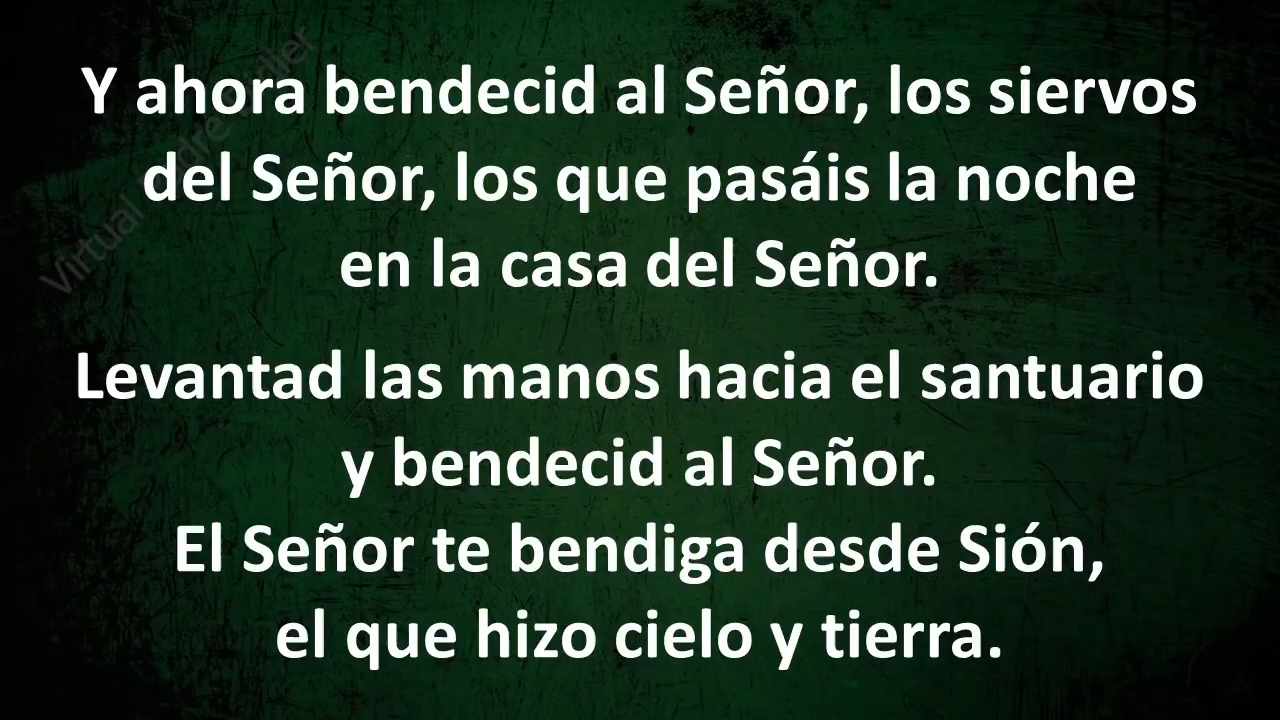 Y ahora bendecid al Señor, los siervos
del Señor, los que pasáis la noche
en la casa del Señor.
Levantad las manos hacia el santuario
y bendecid al Señor.
El Señor te bendiga desde Sión,
el que hizo cielo y tierra.
Virtual